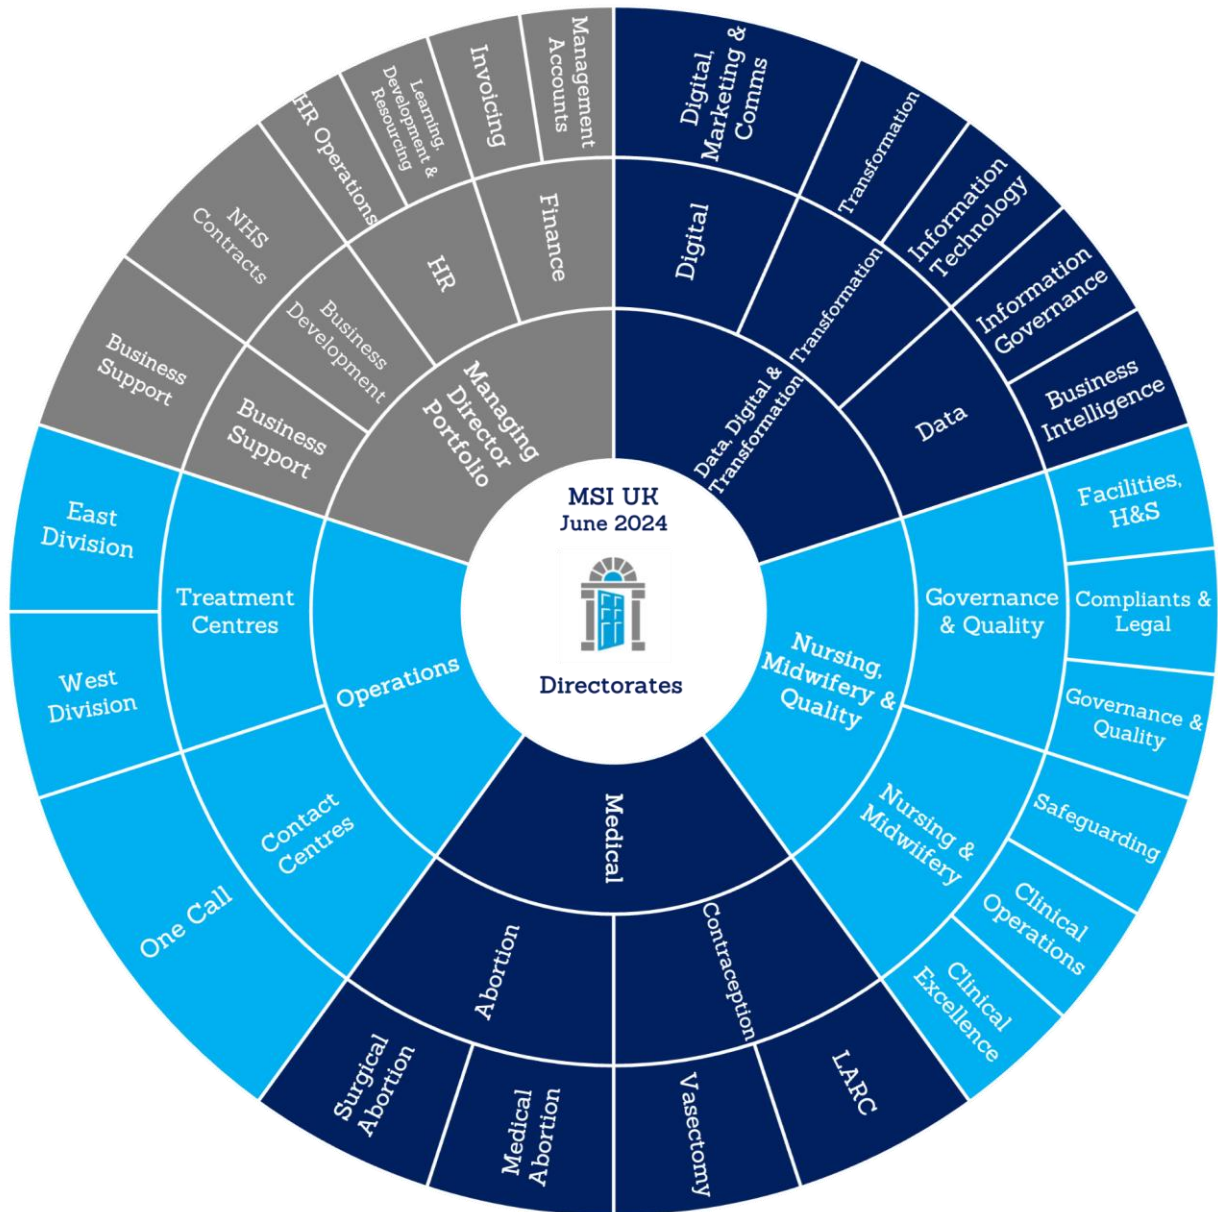 MSI UK
June 2024
Directorates
Data, Digital &
Transformation
Digital
Transformation
Data
Digital,
Marketing &
Comms
Transformation
Information
Technology
Information
Governance
Business
Intelligence
Nursing,
Midwifery &
Quality
Governance
& Quality
Nursing &
Midwiifery
Facilities,
H&S
Compliants &
Legal
Governance &
Quality
Safeguarding
Clinical
Operations
Clinical
Excellence
Medical
Contraception
Abortion
LARC
Vasectomy
Medical
Abortion
Surgical
Abortion
Operations
Contact
Centres
Treatment
Centres
One Call
West
Division
East
Division
Managing
Director
Portfolio
Business
Support
Business
Development
HR
Finance
Business
Support
NHS
Contracts
HR Operations
Learning,
Development &
Resourcing
Invoicing
Management
Accounts